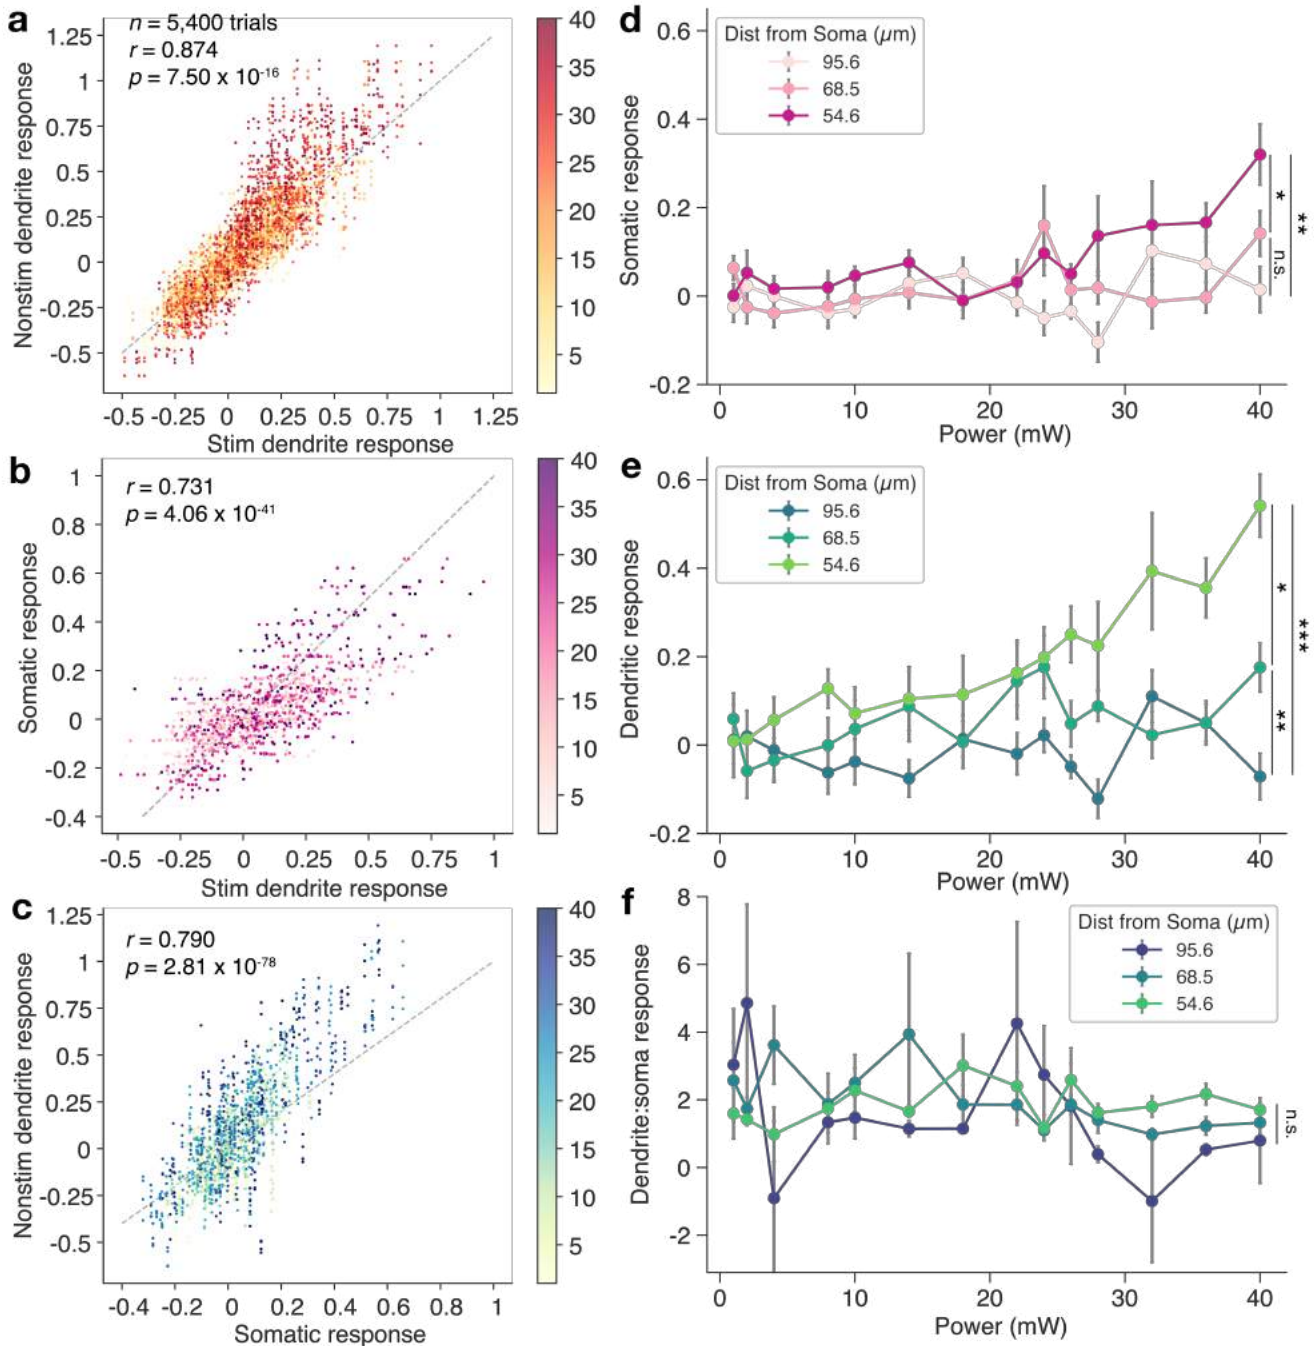 a
n = 5,400 trials
r = 0.874
p = 7.50 x 10⁻¹⁶
1.25
1
0.75
0.5
0.25
0
-0.25
-0.5
Nonstim dendrite response
-0.5 -0.25 0 0.25 0.5 0.75 1 1.25
Stim dendrite response
40
35
30
25
20
15
10
5
b
r = 0.731
p = 4.06 x 10⁻⁴¹
1
0.8
0.6
0.4
0.2
0
-0.2
-0.4
Somatic response
-0.5 -0.25 0 0.25 0.5 0.75 1
Stim dendrite response
40
35
30
25
20
15
10
5
c
r = 0.790
p = 2.81 x 10⁻⁷⁸
1.25
1
0.75
0.5
0.25
0
-0.25
-0.5
Nonstim dendrite response
-0.4 -0.2 0 0.2 0.4 0.6 0.8 1
Somatic response
40
35
30
25
20
15
10
5
d
Dist from Soma (µm)
95.6
68.5
54.6
0.6
0.4
0.2
0
-0.2
Somatic response
*
**
n.s.
0 10 20 30 40
Power (mW)
e
Dist from Soma (µm)
95.6
68.5
54.6
0.6
0.4
0.2
0
-0.2
Dendritic response
*
***
**
0 10 20 30 40
Power (mW)
f
Dist from Soma (µm)
95.6
68.5
54.6
8
6
4
2
0
-2
Dendrite:soma response
n.s.
0 10 20 30 40
Power (mW)